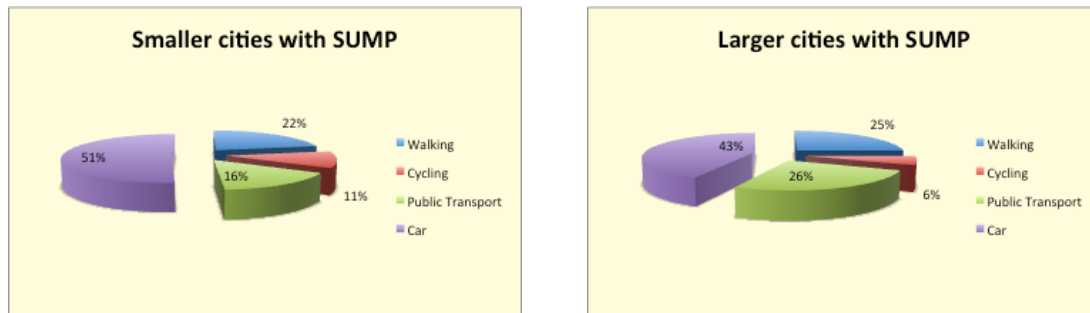 Smaller cities with SUMP
22%
51%
16%
11%
Walking
Cycling
Public Transport
Car
Larger cities with SUMP
25%
43%
26%
6%
Walking
Cycling
Public Transport
Car